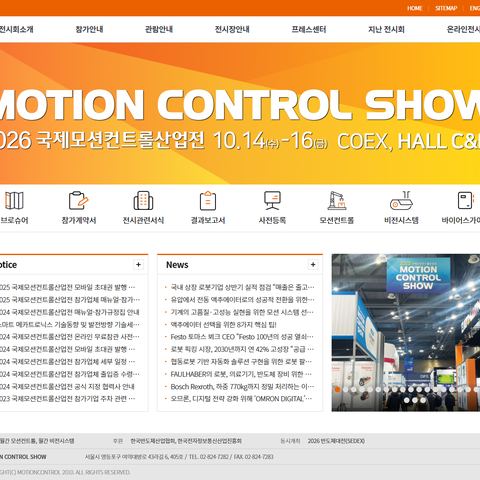 HOME | SITEMAP | ENG
전시회소개 참가안내 관람안내 전시장안내 프레스센터 지난 전시회 온라인전시
MOTION CONTROL SHOW
2026 국제모션컨트롤산업전 10.14(수)-16(금) COEX, HALL C&
브로슈어 참가계약서 전시관련서식 결과보고서 사전등록 모션컨트롤 비전시스템 바이어스가이
otice +
025 국제모션컨트롤산업전 모바일 초대권 발행 ...
025 국제모션컨트롤산업전 참가업체 매뉴얼·참가...
024 국제모션컨트롤산업전 매뉴얼·참가규정집 안내
스마트 메카트로닉스 기술동향 및 발전방향 기술세...
024 국제모션컨트롤산업전 온라인 무료참관 사전...
024 국제모션컨트롤산업전 모바일 초대권 발행 ...
024 국제모션컨트롤산업전 참가업체 세부 일정 ...
024 국제모션컨트롤산업전 참가업체 출입증 수령...
024 국제모션컨트롤산업전 공식 지정 협력사 안내
023 국제모션컨트롤산업전 참가기업 주차 관련 ...
News +
국내 상장 로봇기업 상반기 실적 점검 "매출은 줄고...
유압에서 전동 액추에이터로의 성공적 전환을 위한...
기계의 고품질·고성능 실현을 위한 모션 시스템 선...
액추에이터 선택을 위한 8가지 핵심 팁!
Festo 토마스 뵈크 CEO "Festo 100년의 성공 열쇠...
로봇 픽킹 시장, 2030년까지 연 42% 고성장 "공급 ...
협동로봇 기반 자동화 솔루션 구현을 위한 로봇 팔...
FAULHABER의 로봇, 의료기기, 반도체 장비 위한 ...
Bosch Rexroth, 하중 770kg까지 정밀 처리하는 이...
오므론, 디지털 전략 강화 위해 'OMRON DIGITAL'...
MOTION
CONTROL
SHOW
월간 모션컨트롤, 월간 비전시스템 후원 한국반도체산업협회, 한국전자정보통신산업진흥회 동시개최 2026 반도체대전(SEDEX)
ON CONTROL SHOW 서울시 영등포구 여의대방로 43라길 6, 405호 / TEL. 02-824-7282 / FAX. 02-824-7283
RIGHT(C) MOTIONCONTROL 2010. ALL RIGHTS RESERVED.